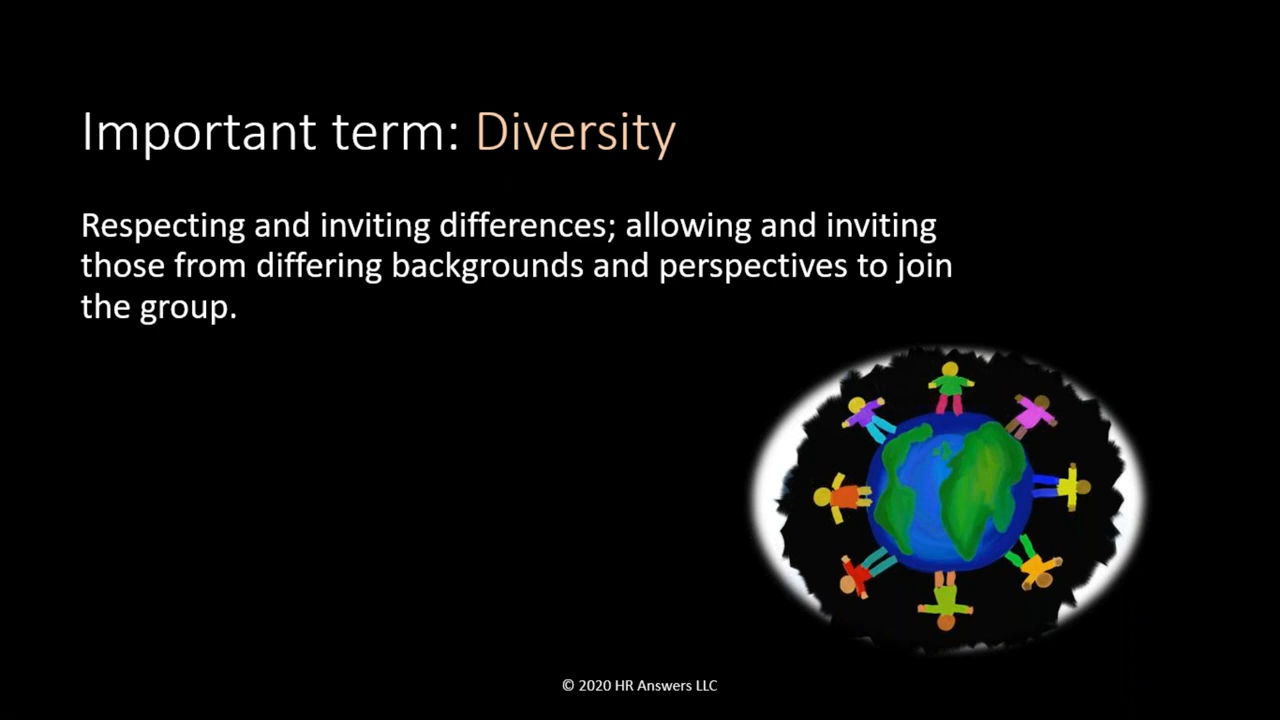 Important term: Diversity
Respecting and inviting differences; allowing and inviting
those from differing backgrounds and perspectives to join
the group.
© 2020 HR Answers LLC